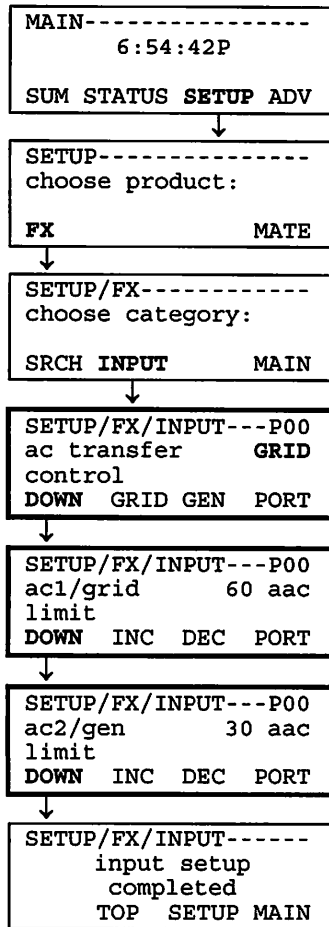 MAIN----------------
6:54:42P
SUM STATUS SETUP ADV
SETUP---------------
choose product:
FX MATE
SETUP/FX------------
choose category:
SRCH INPUT MAIN
SETUP/FX/INPUT---P00
ac transfer GRID
control
DOWN GRID GEN PORT
SETUP/FX/INPUT---P00
ac1/grid 60 aac
limit
DOWN INC DEC PORT
SETUP/FX/INPUT---P00
ac2/gen 30 aac
limit
DOWN INC DEC PORT
SETUP/FX/INPUT------
input setup
completed
TOP SETUP MAIN